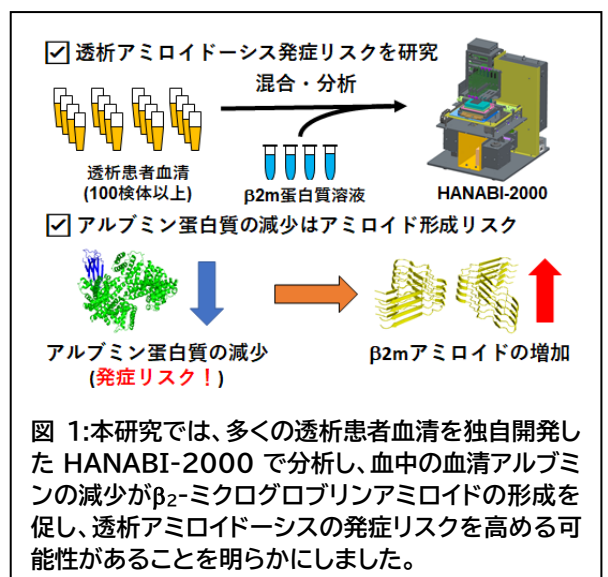 ☑ 透析アミロイドーシス発症リスクを研究
混合・分析
透析患者血清
(100検体以上)
β2m蛋白質溶液
HANABI-2000
☑ アルブミン蛋白質の減少はアミロイド形成リスク
アルブミン蛋白質の減少
(発症リスク！)
β2mアミロイドの増加
図 1:本研究では、多くの透析患者血清を独自開発し
た HANABI-2000 で分析し、血中の血清アルブミ
ンの減少がβ₂-ミクログロブリンアミロイドの形成を
促し、透析アミロイドーシスの発症リスクを高める可
能性があることを明らかにしました。